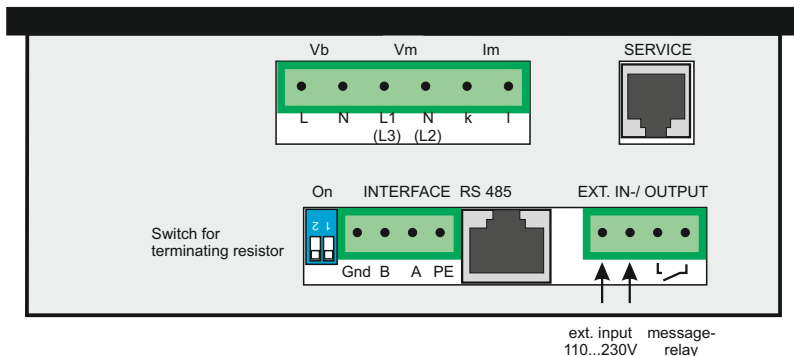 Vb Vm Im SERVICE
L N L1 N k l
(L3) (L2)
On INTERFACE RS 485 EXT. IN-/ OUTPUT
2 1
Switch for
terminating resistor
Gnd B A PE
ext. input message-
110...230V relay